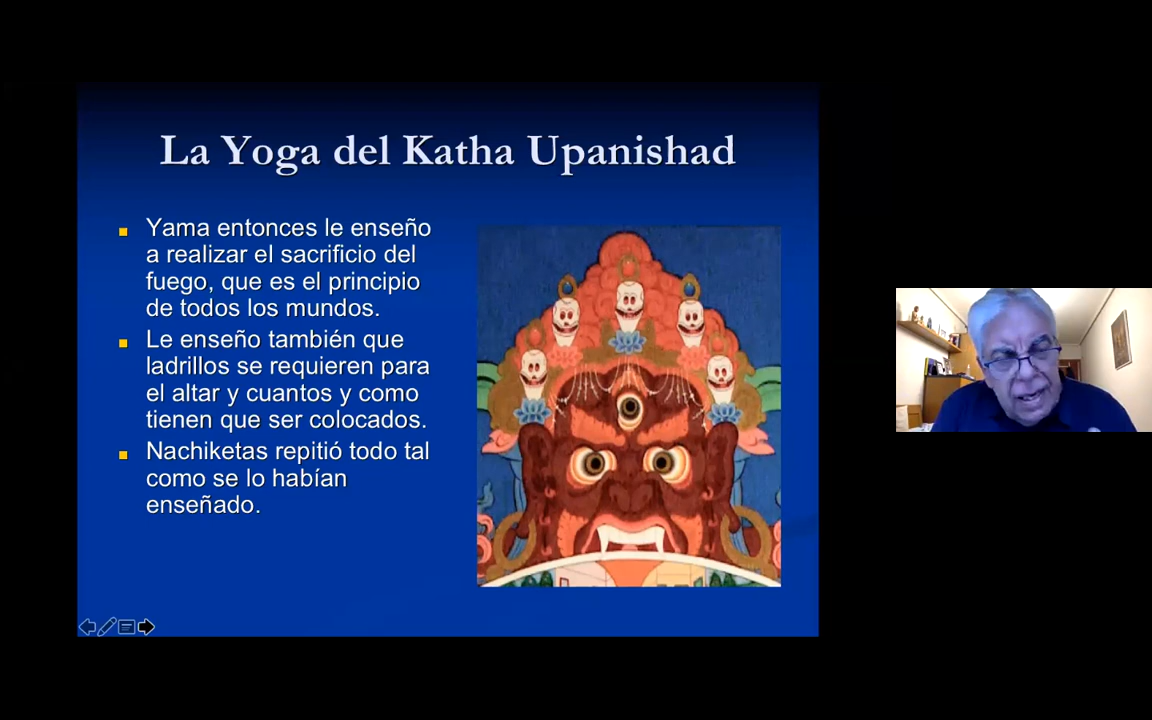 La Yoga del Katha Upanishad
Yama entonces le enseño
a realizar el sacrificio del
fuego, que es el principio
de todos los mundos.
Le enseño también que
ladrillos se requieren para
el altar y cuantos y como
tienen que ser colocados.
Nachiketas repitió todo tal
como se lo habían
enseñado.